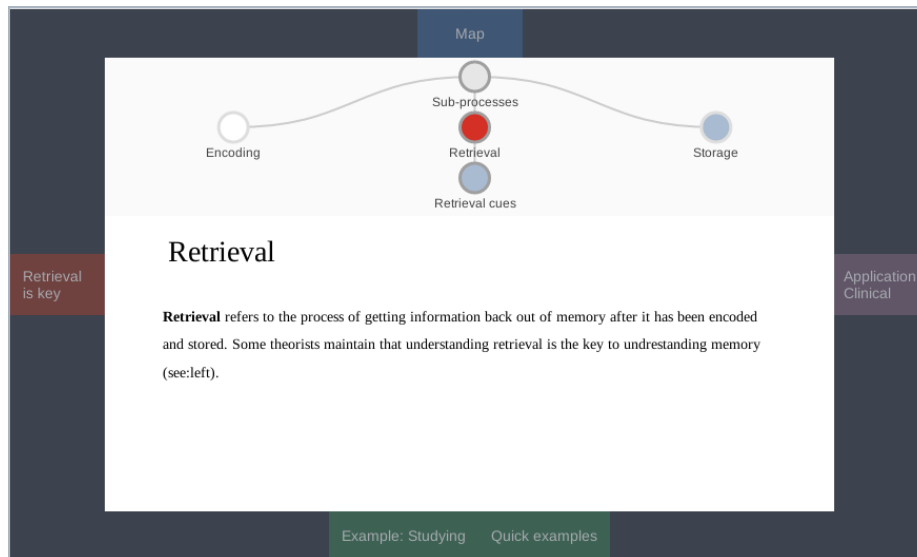 Map
Sub-processes
Encoding
Retrieval
Storage
Retrieval cues
Retrieval
Retrieval
is key
Application
Clinical
Retrieval refers to the process of getting information back out of memory after it has been encoded
and stored. Some theorists maintain that understanding retrieval is the key to undrestanding memory
(see:left).
Example: Studying Quick examples